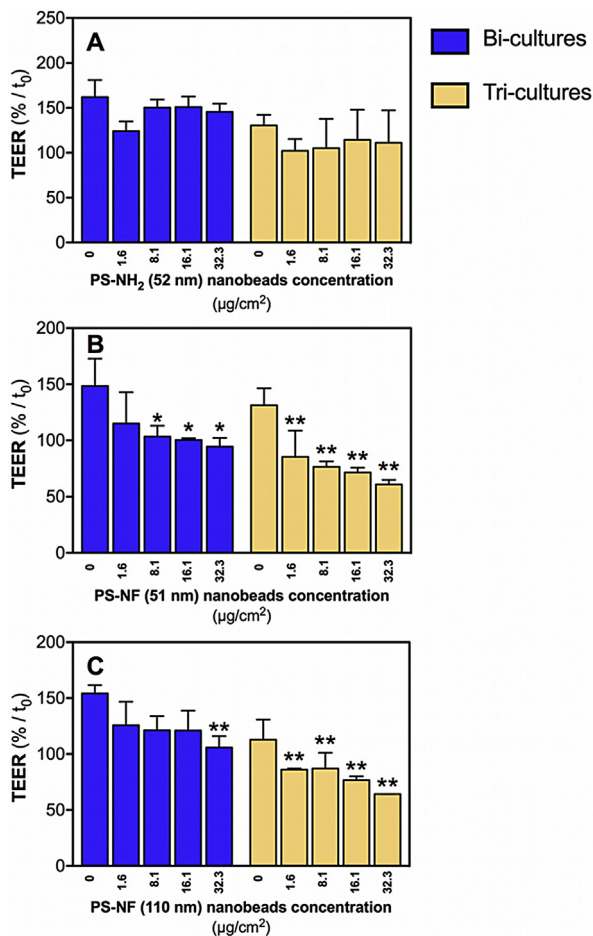 Bi-cultures
Tri-cultures
A
TEER (% / t0)
250
200
150
100
50
0
0 1.6 8.1 16.1 32.3 0 1.6 8.1 16.1 32.3
PS-NH2 (52 nm) nanobeads concentration
(µg/cm2)
B
TEER (% / t0)
200
150
100
50
0
* * * ** ** ** **
0 1.6 8.1 16.1 32.3 0 1.6 8.1 16.1 32.3
PS-NF (51 nm) nanobeads concentration
(µg/cm2)
C
TEER (% / t0)
200
150
100
50
0
** ** ** ** **
0 1.6 8.1 16.1 32.3 0 1.6 8.1 16.1 32.3
PS-NF (110 nm) nanobeads concentration
(µg/cm2)